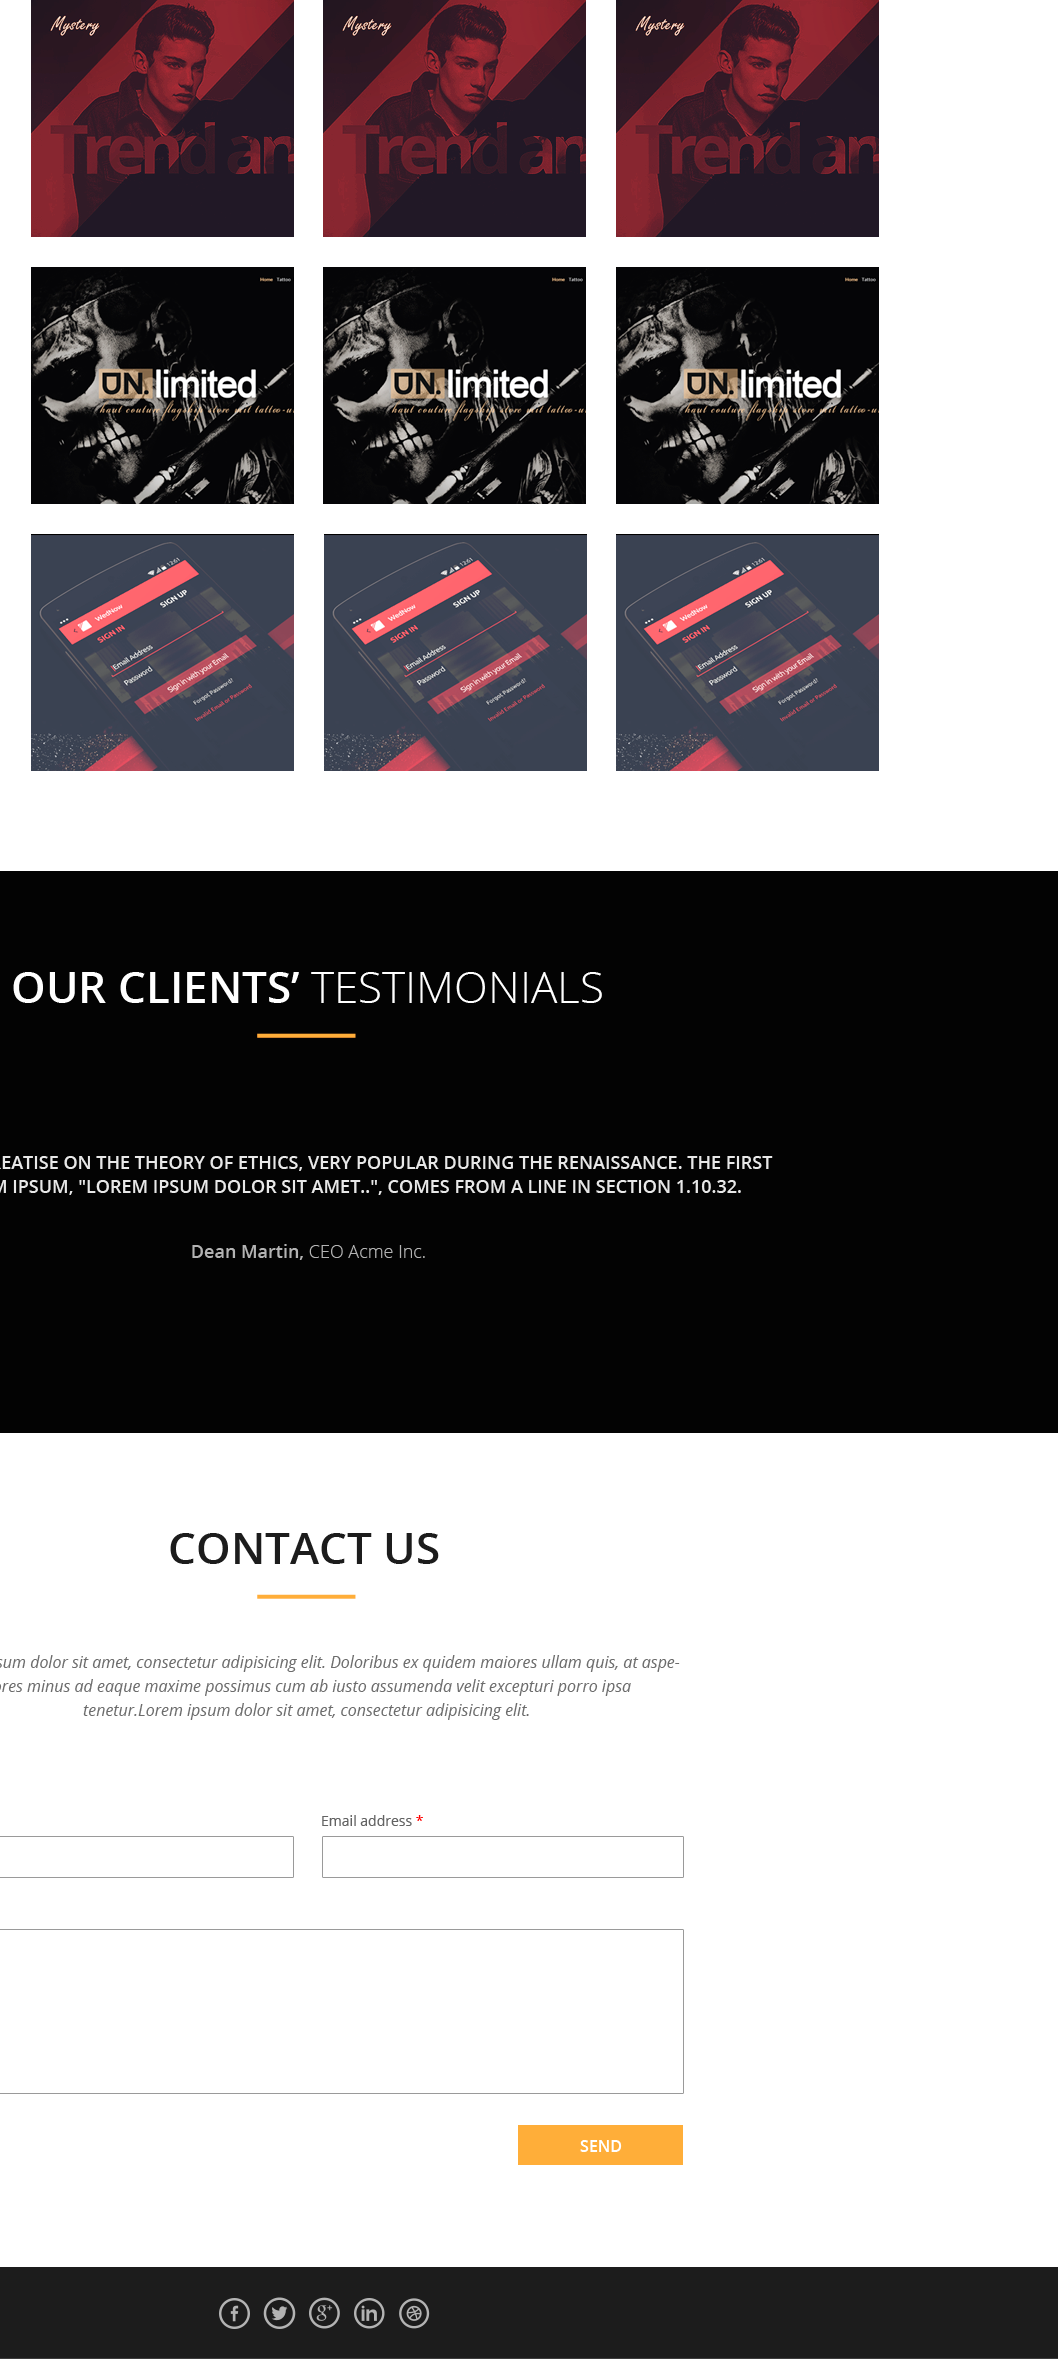 Mystery
Mystery
Mystery
Trend an
Trend an
Trend an
Home Tattoo
Home Tattoo
Home Tattoo
UN.limited
UN.limited
UN.limited
haut couture flagship store
haut couture flagship store
haut couture flagship store
12:61
WedNow
SIGN IN SIGN UP
Email Address
Password
Sign in with your Email
Forgot Password?
Invalid Email or Password
12:61
WedNow
SIGN IN SIGN UP
Email Address
Password
Sign in with your Email
Forgot Password?
Invalid Email or Password
12:61
WedNow
SIGN IN SIGN UP
Email Address
Password
Sign in with your Email
Forgot Password?
Invalid Email or Password
OUR CLIENTS’ TESTIMONIALS
EATISE ON THE THEORY OF ETHICS, VERY POPULAR DURING THE RENAISSANCE. THE FIRST
M IPSUM, "LOREM IPSUM DOLOR SIT AMET..", COMES FROM A LINE IN SECTION 1.10.32.
Dean Martin, CEO Acme Inc.
CONTACT US
sum dolor sit amet, consectetur adipisicing elit. Doloribus ex quidem maiores ullam quis, at aspe-
ores minus ad eaque maxime possimus cum ab iusto assumenda velit excepturi porro ipsa
tenetur.Lorem ipsum dolor sit amet, consectetur adipisicing elit.
Email address *
SEND